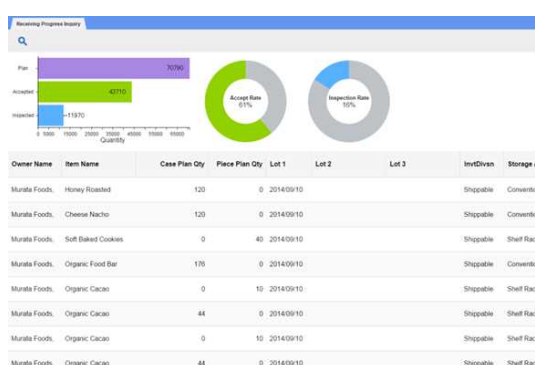 Receiving Progress Inquiry
Plan 70790
Accepted 43710
Inspected 11970
0 5000 15000 25000 35000 45000 55000 65000
Quantity
Accept Rate
61%
Inspection Rate
16%
Owner Name Item Name Case Plan Qty Piece Plan Qty Lot 1 Lot 2 Lot 3 InvtDivsn Storage
Murata Foods, Honey Roasted 120 0 2014/09/10 Shippable Convent
Murata Foods, Cheese Nacho 120 0 2014/09/10 Shippable Convent
Murata Foods, Soft Baked Cookies 0 40 2014/09/10 Shippable Shelf Rac
Murata Foods, Organic Food Bar 176 0 2014/09/10 Shippable Convent
Murata Foods, Organic Cacao 0 10 2014/09/10 Shippable Shelf Rac
Murata Foods, Organic Cacao 44 0 2014/09/10 Shippable Shelf Rac
Murata Foods, Organic Cacao 0 10 2014/09/10 Shippable Shelf Rac
Murata Foods, Organic Cacao 44 0 2014/09/10 Shippable Shelf Rac